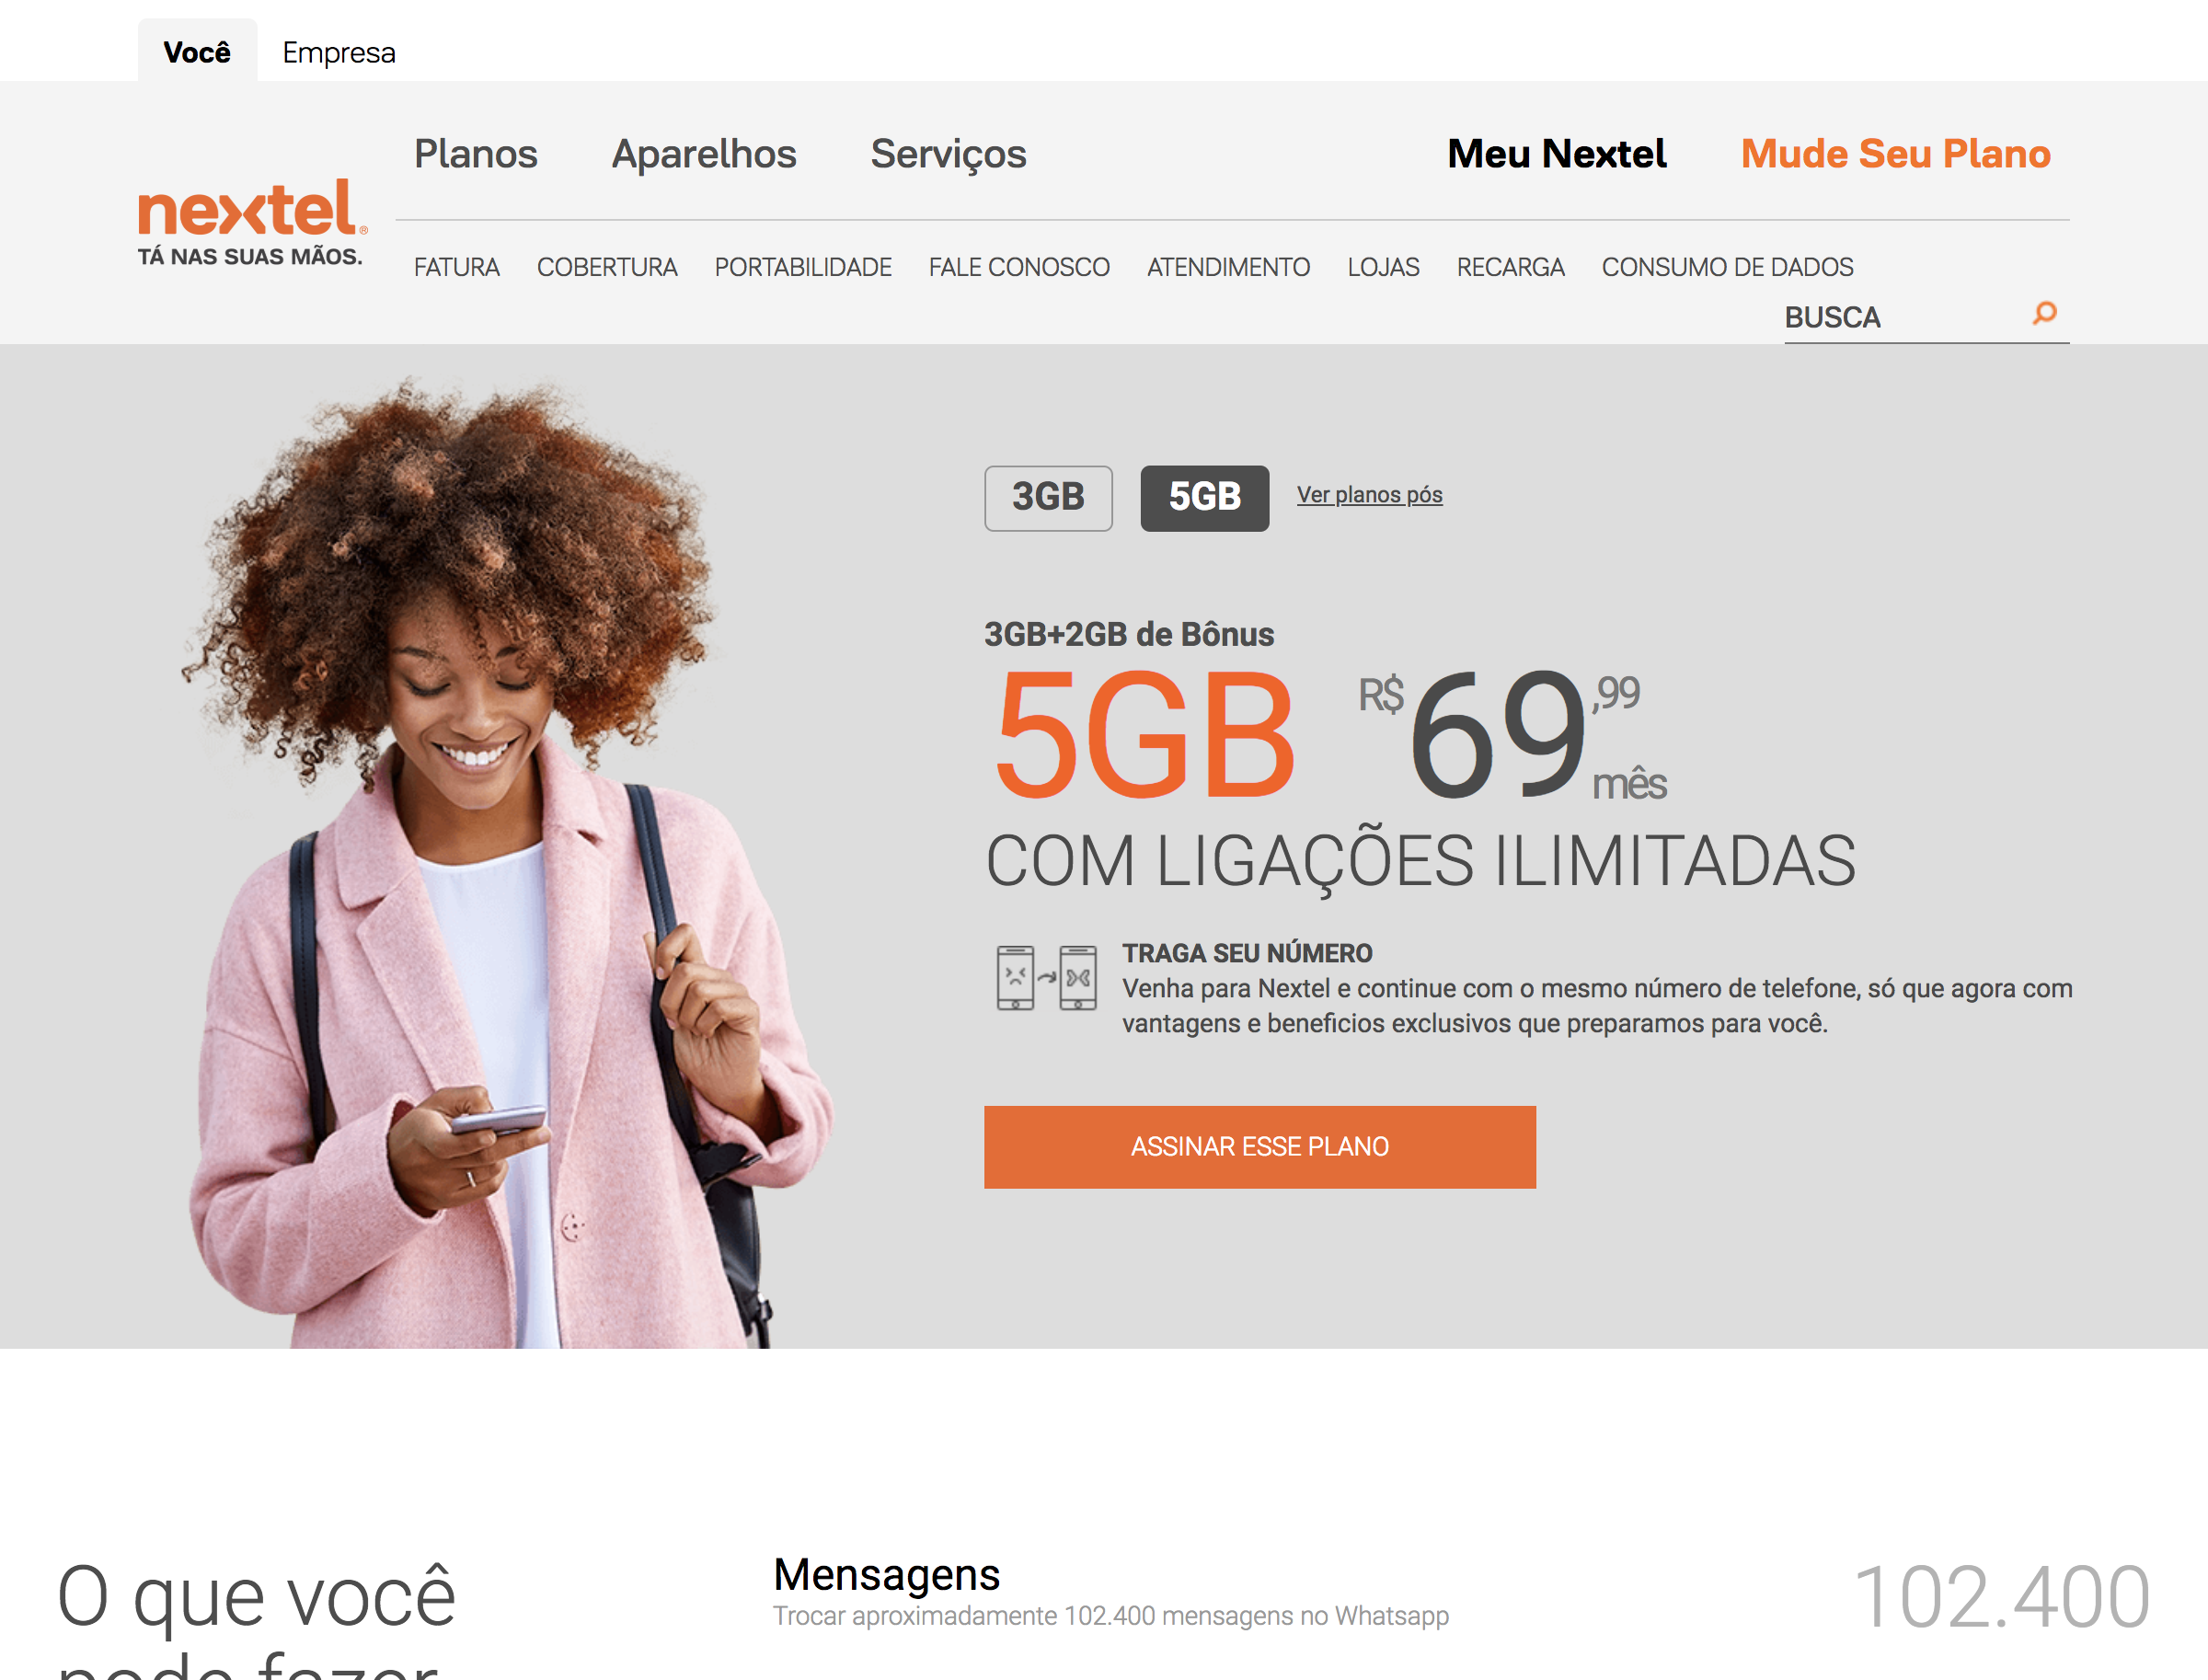 Você Empresa
Planos Aparelhos Serviços Meu Nextel Mude Seu Plano
nextel®
TÁ NAS SUAS MÃOS.
FATURA COBERTURA PORTABILIDADE FALE CONOSCO ATENDIMENTO LOJAS RECARGA CONSUMO DE DADOS
BUSCA
3GB 5GB Ver planos pós
3GB+2GB de Bônus
5GB R$69,99 mês
COM LIGAÇÕES ILIMITADAS
TRAGA SEU NÚMERO
Venha para Nextel e continue com o mesmo número de telefone, só que agora com
vantagens e beneficios exclusivos que preparamos para você.
ASSINAR ESSE PLANO
O que você
pode fazer
Mensagens
Trocar aproximadamente 102.400 mensagens no Whatsapp
102.400